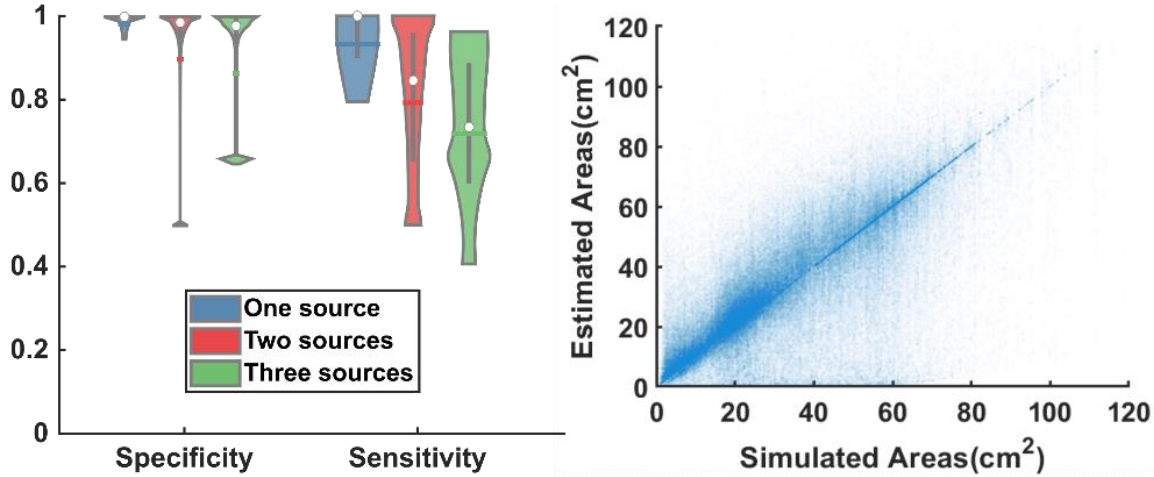 1
0.8
0.6
0.4
0.2
0
One source
Two sources
Three sources
Specificity
Sensitivity
Estimated Areas(cm²)
120
100
80
60
40
20
0
0 20 40 60 80 100 120
Simulated Areas(cm²)